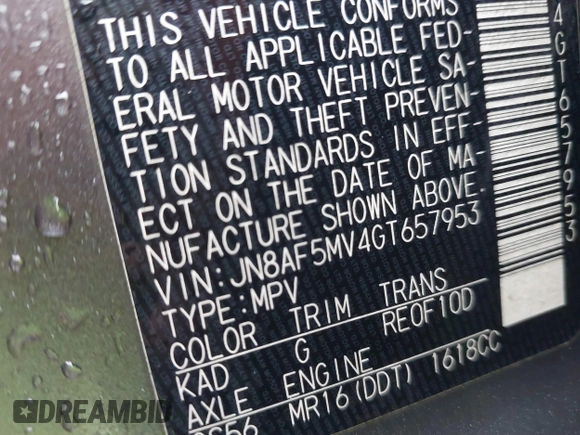 THIS VEHICLE CONFORMS
TO ALL APPLICABLE FED-
ERAL MOTOR VEHICLE SA-
FETY AND THEFT PREVEN-
TION STANDARDS IN EFF-
ECT ON THE DATE OF MA-
NUFACTURE SHOWN ABOVE.
VIN:JN8AF5MV4GT657953
TYPE:MPV
COLOR TRIM TRANS
KAD G RE0F10D
AXLE ENGINE
MR16(DDT) 1618CC
4GT657953
DREAMBID